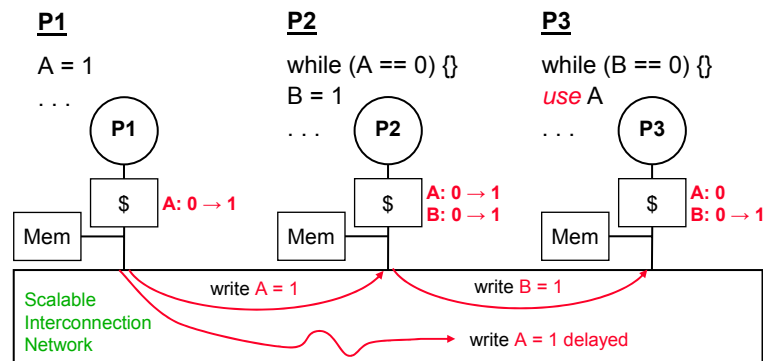 P1
A = 1
. . .
P2
while (A == 0) {}
B = 1
. . .
P3
while (B == 0) {}
use A
. . .
P1
P2
P3
$
A: 0 → 1
$
A: 0 → 1
B: 0 → 1
$
A: 0
B: 0 → 1
Mem
Mem
Mem
Scalable
Interconnection
Network
write A = 1
write B = 1
write A = 1 delayed